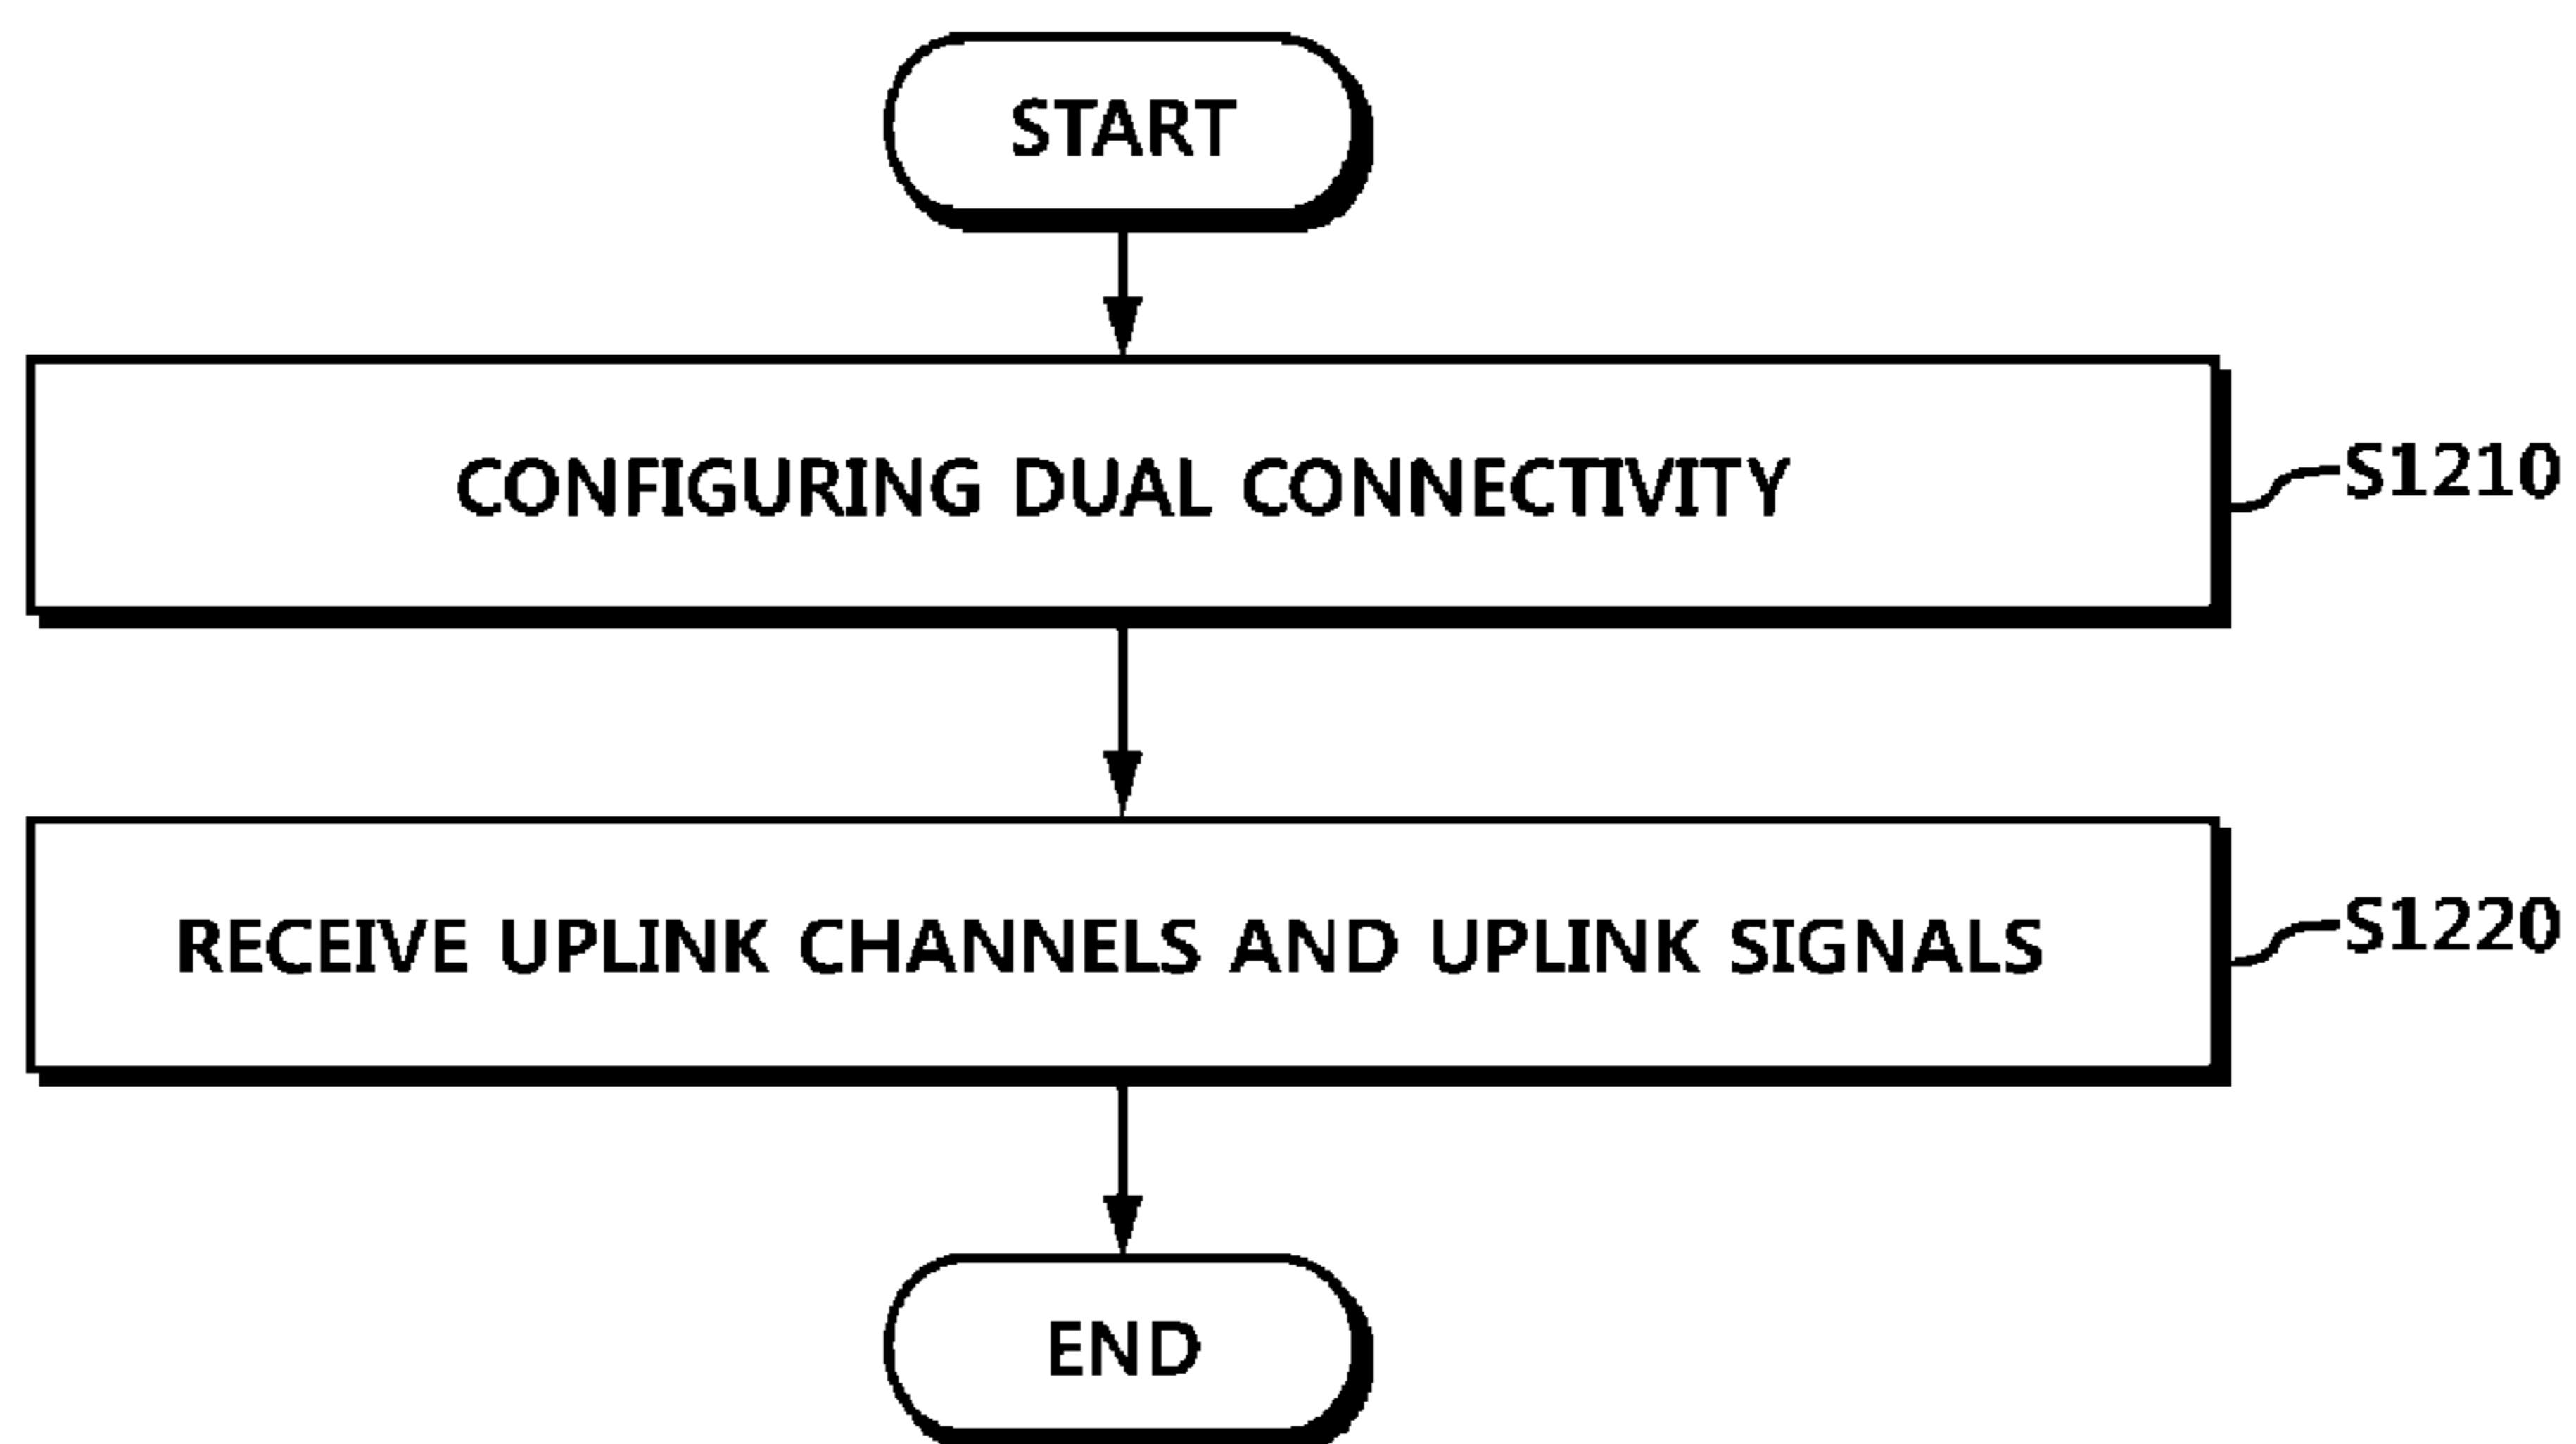 START
CONFIGURING DUAL CONNECTIVITY
S1210
RECEIVE UPLINK CHANNELS AND UPLINK SIGNALS
S1220
END